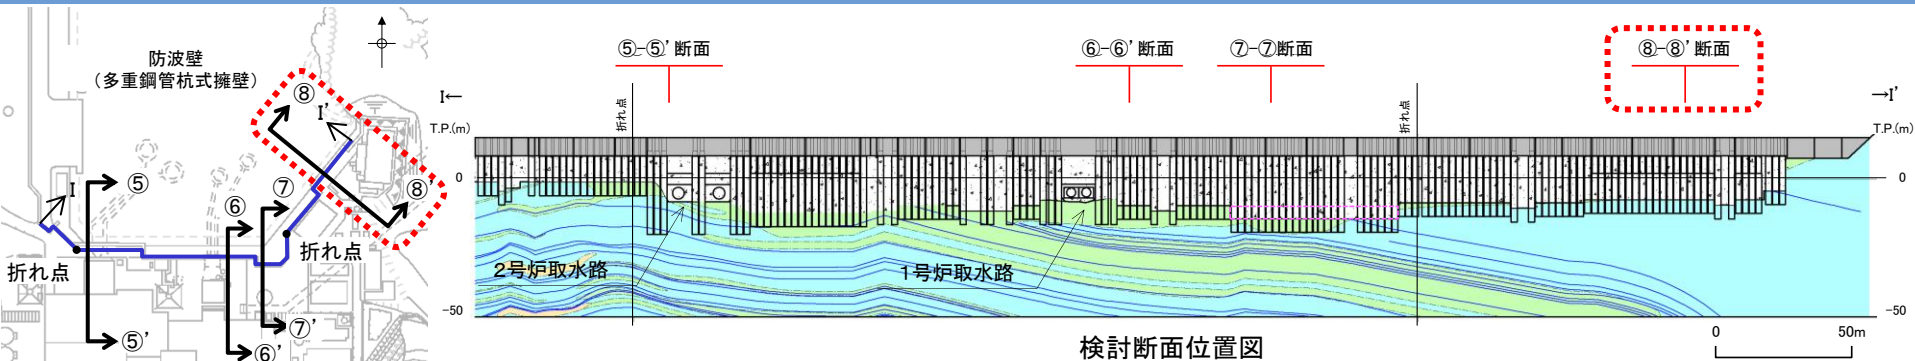 防波壁
(多重鋼管杭式擁壁)
⑧
I'
I
⑤
⑦
⑥
⑧'
折れ点
折れ点
⑤'
⑦'
⑥'
⑤-⑤'断面
⑥-⑥'断面
⑦-⑦断面
⑧-⑧'断面
I←
→I'
折れ点
折れ点
T.P.(m)
T.P.(m)
0
0
2号炉取水路
1号炉取水路
-50
-50
検討断面位置図
0
50m